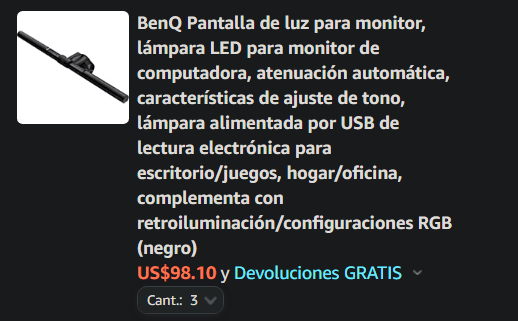 BenQ Pantalla de luz para monitor,
lámpara LED para monitor de
computadora, atenuación automática,
características de ajuste de tono,
lámpara alimentada por USB de
lectura electrónica para
escritorio/juegos, hogar/oficina,
complementa con
retroiluminación/configuraciones RGB
(negro)
US$98.10 y Devoluciones GRATIS
Cant.: 3